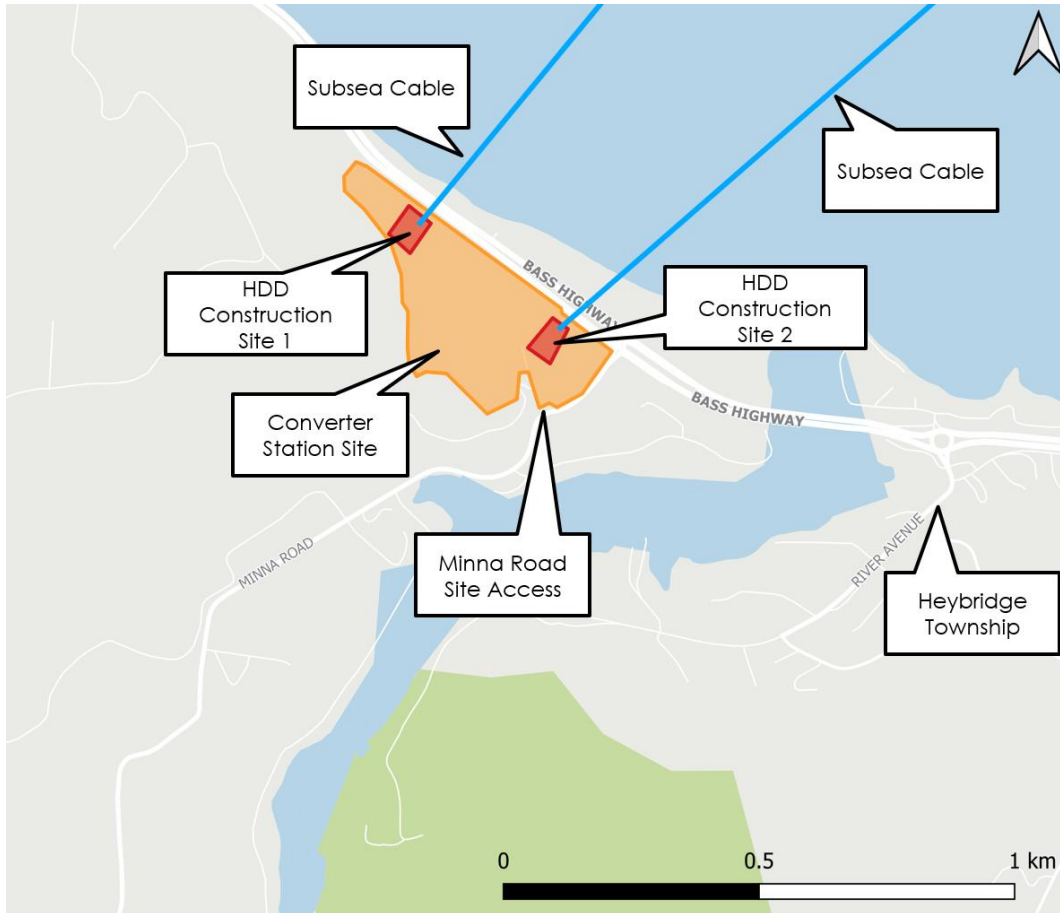 Subsea Cable
Subsea Cable
BASS HIGHWAY
HDD
Construction
Site 1
HDD
Construction
Site 2
BASS HIGHWAY
Converter
Station Site
MINNA ROAD
Minna Road
Site Access
RIVER AVENUE
Heybridge
Township
0 0.5 1 km